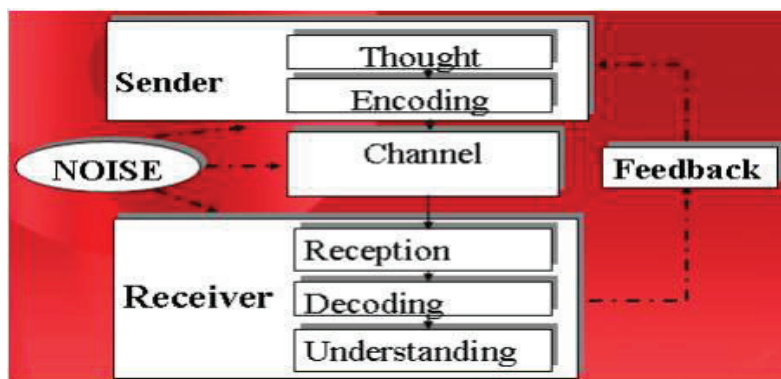 Thought
Sender
Encoding
Channel
NOISE
Feedback
Reception
Receiver
Decoding
Understanding